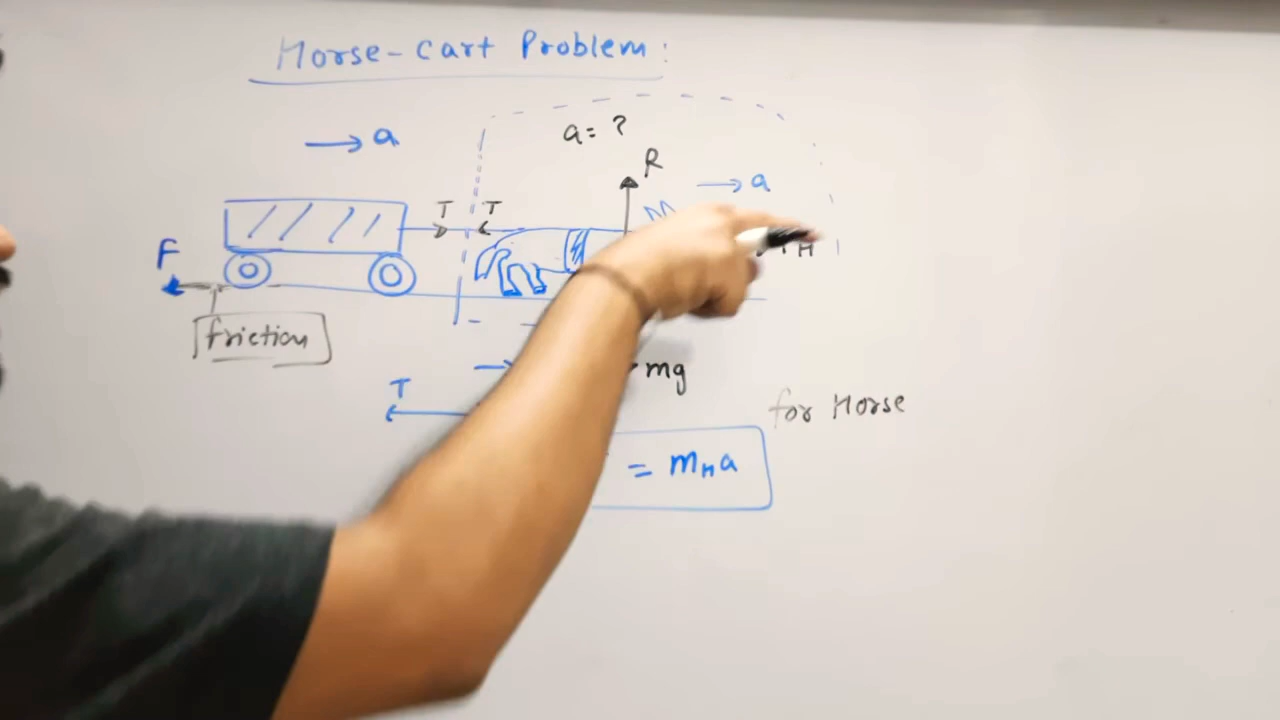 Horse-Cart Problem:
a = ?
→ a
R
→ a
T T
F
H
friction
mg
T
for Horse
= mHa